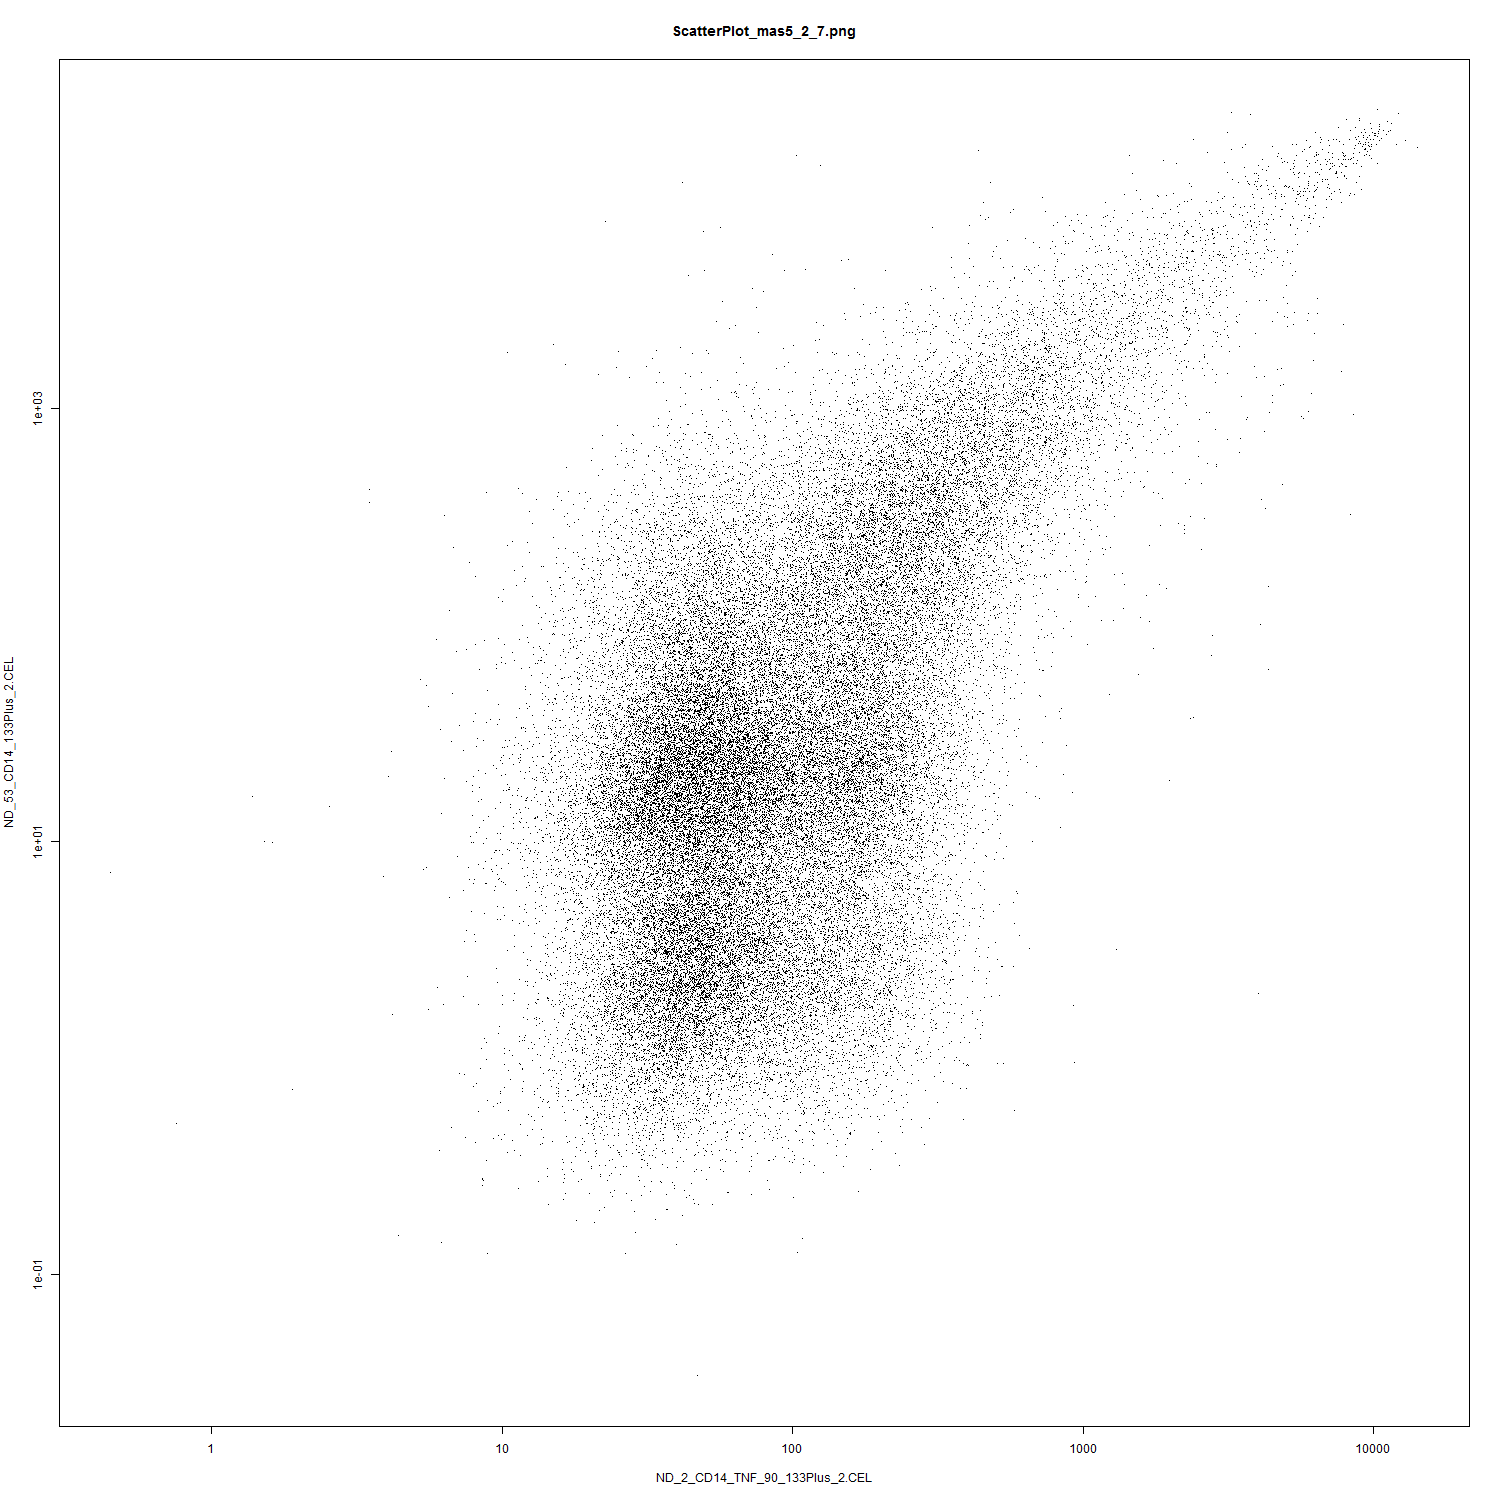 ScatterPlot_mas5_2_7.png
1e+03
1e+01
1e-01
ND_53_CD14_133Plus_2.CEL
1 10 100 1000 10000
ND_2_CD14_TNF_90_133Plus_2.CEL